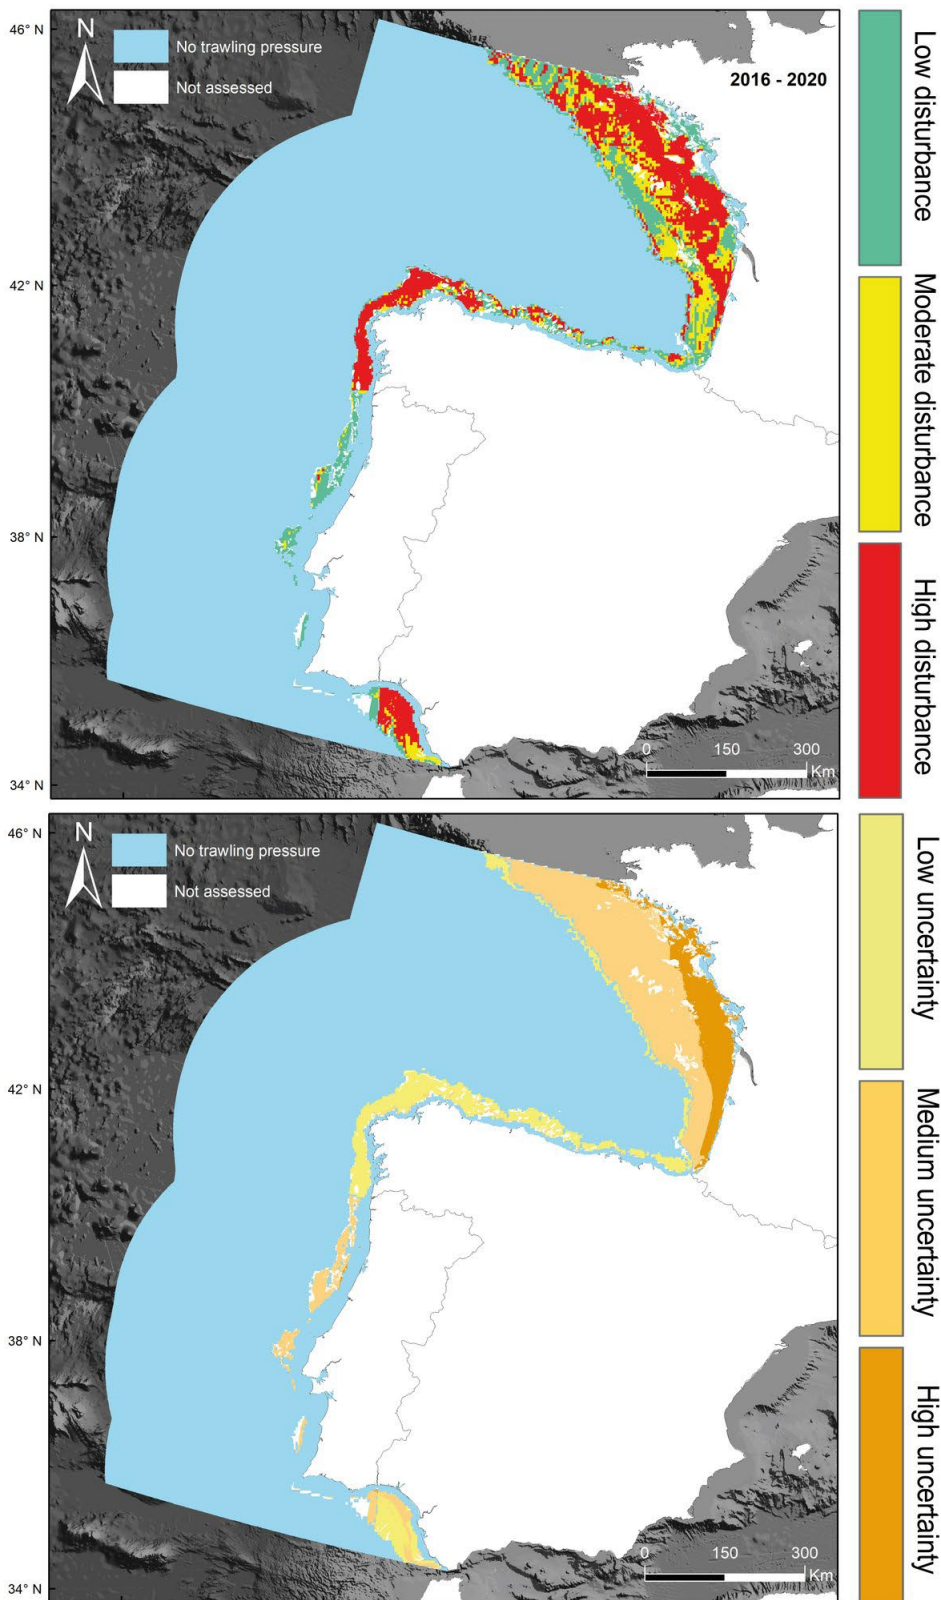 46° N
N
No trawling pressure
Not assessed
2016 - 2020
42° N
38° N
34° N
0 150 300
Km
Low disturbance
Moderate disturbance
High disturbance
46° N
N
No trawling pressure
Not assessed
42° N
38° N
34° N
0 150 300
Km
Low uncertainty
Medium uncertainty
High uncertainty